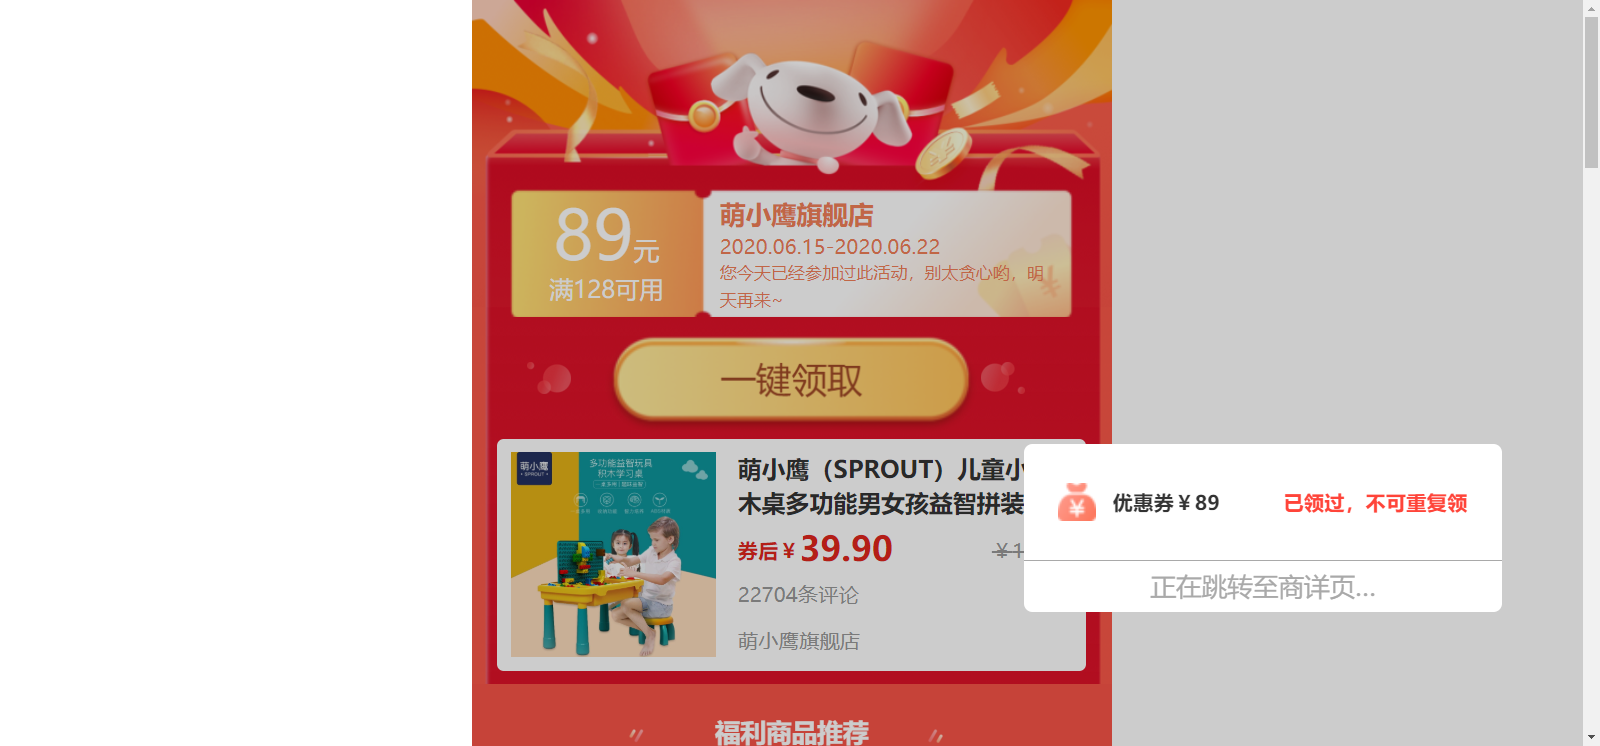 89元
满128可用
萌小鹰旗舰店
2020.06.15-2020.06.22
您今天已经参加过此活动，别太贪心哟，明
天再来~
一键领取
萌小鹰
SPROUT
多功能益智玩具
积木学习桌
萌小鹰（SPROUT）儿童小
木桌多功能男女孩益智拼装
券后￥39.90
￥1
22704条评论
萌小鹰旗舰店
优惠券￥89
已领过，不可重复领
正在跳转至商详页...
福利商品推荐